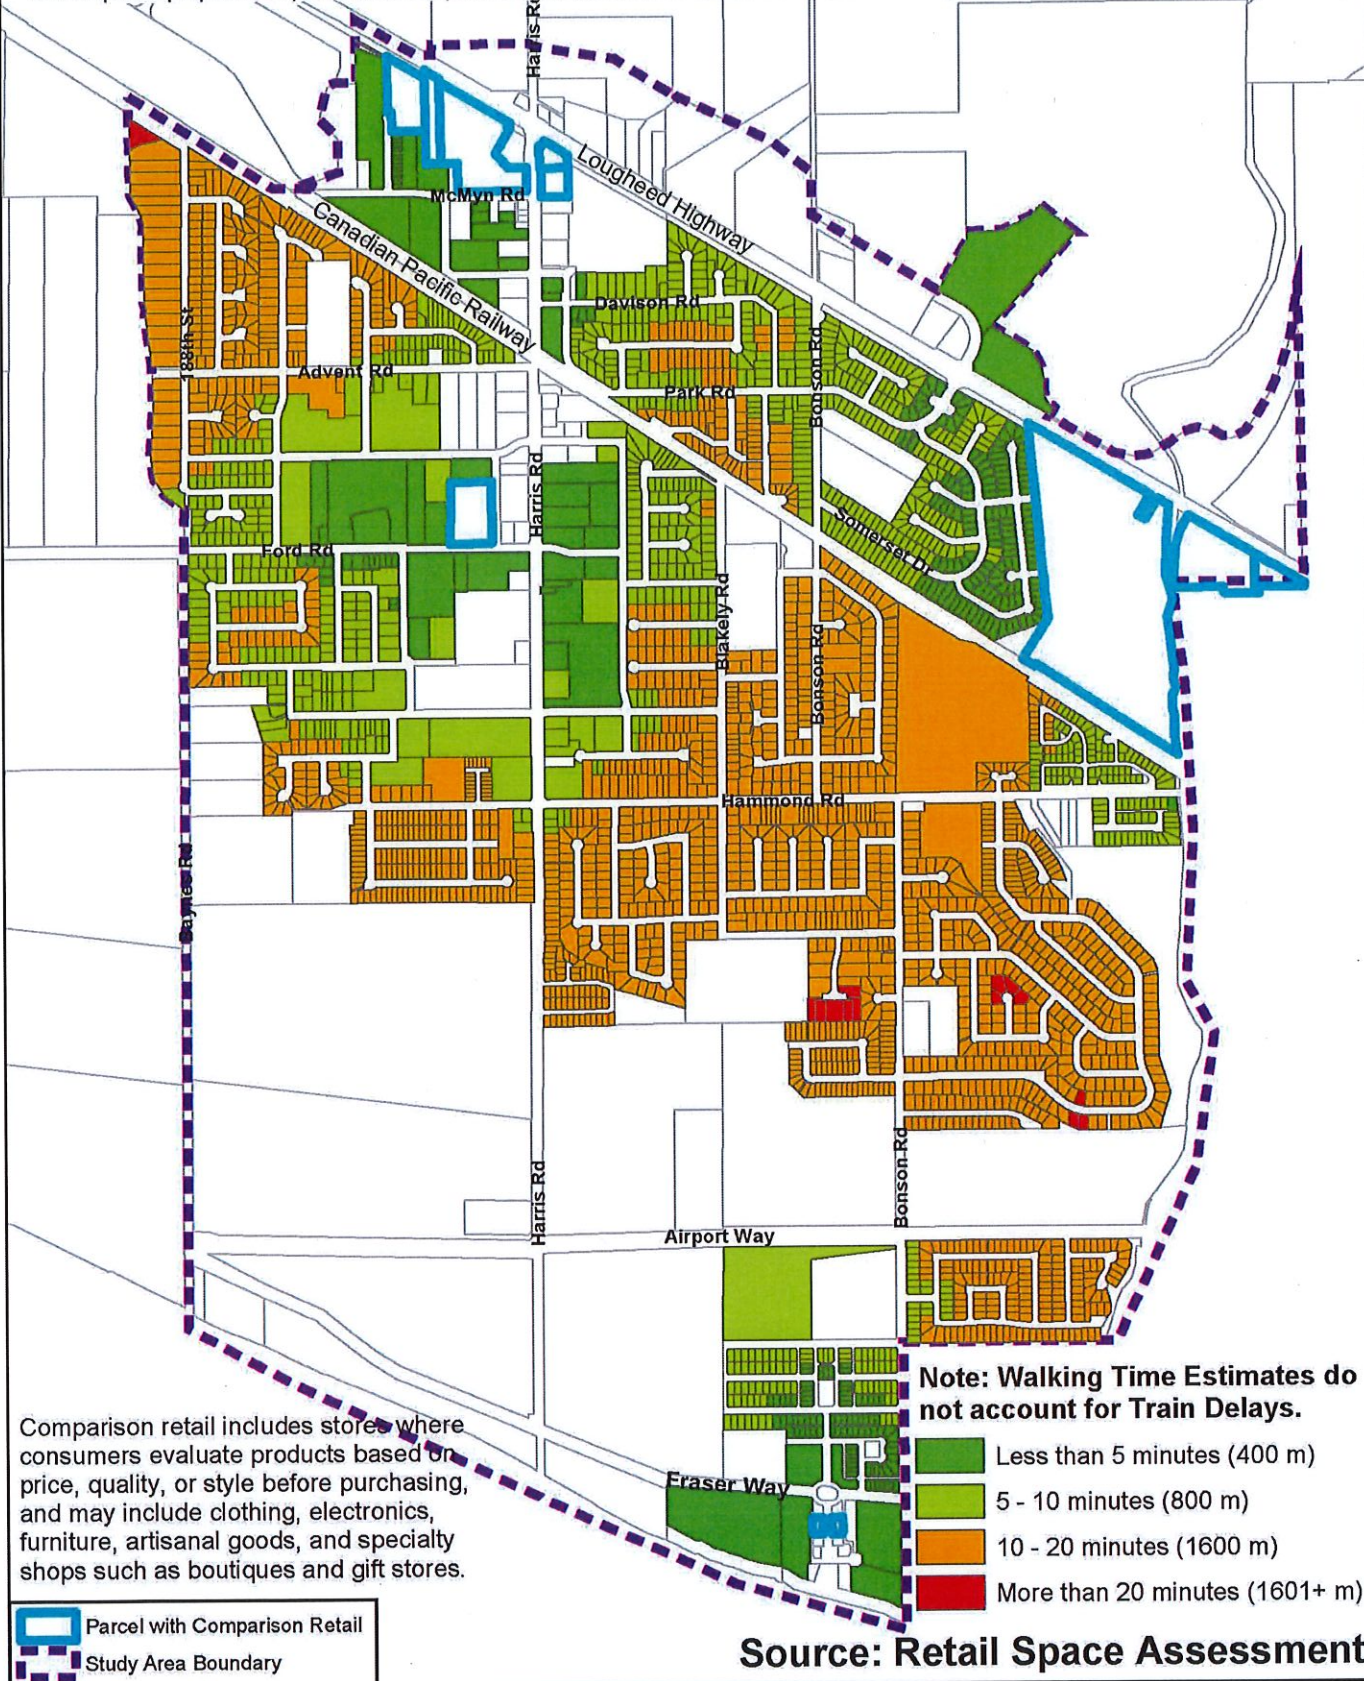 Harris Rd
Lougheed Highway
McMyn Rd
Canadian Pacific Railway
Davison Rd
188th St
Bonson Rd
Advent Rd
Park Rd
Harris Rd
Somerset Dr
Ford Rd
Blakely Rd
Bonson Rd
Hammond Rd
Baynes Rd
Bonson Rd
Harris Rd
Airport Way
Fraser Way
Note: Walking Time Estimates do
not account for Train Delays.
Less than 5 minutes (400 m)
5 - 10 minutes (800 m)
10 - 20 minutes (1600 m)
More than 20 minutes (1601+ m)
Comparison retail includes stores where
consumers evaluate products based on
price, quality, or style before purchasing,
and may include clothing, electronics,
furniture, artisanal goods, and specialty
shops such as boutiques and gift stores.
Parcel with Comparison Retail
Study Area Boundary
Source: Retail Space Assessment